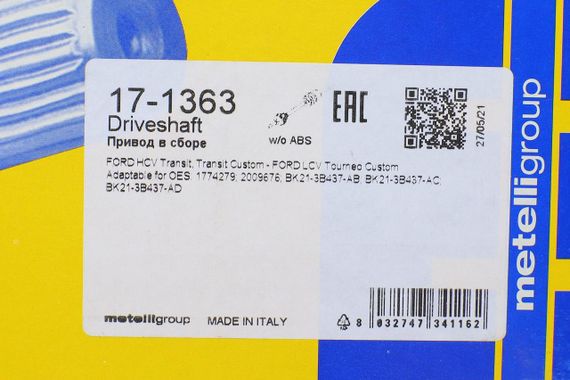 17-1363
Driveshaft
Привод в сборе
w/o ABS
EAC
27/05/21
FORD HCV Transit, Transit Custom - FORD LCV Tourneo Custom
Adaptable for OES: 1774279, 2009676, BK21-3B437-AB, BK21-3B437-AC,
BK21-3B437-AD
metelligroup
MADE IN ITALY
8 032747 341162
metelligroup